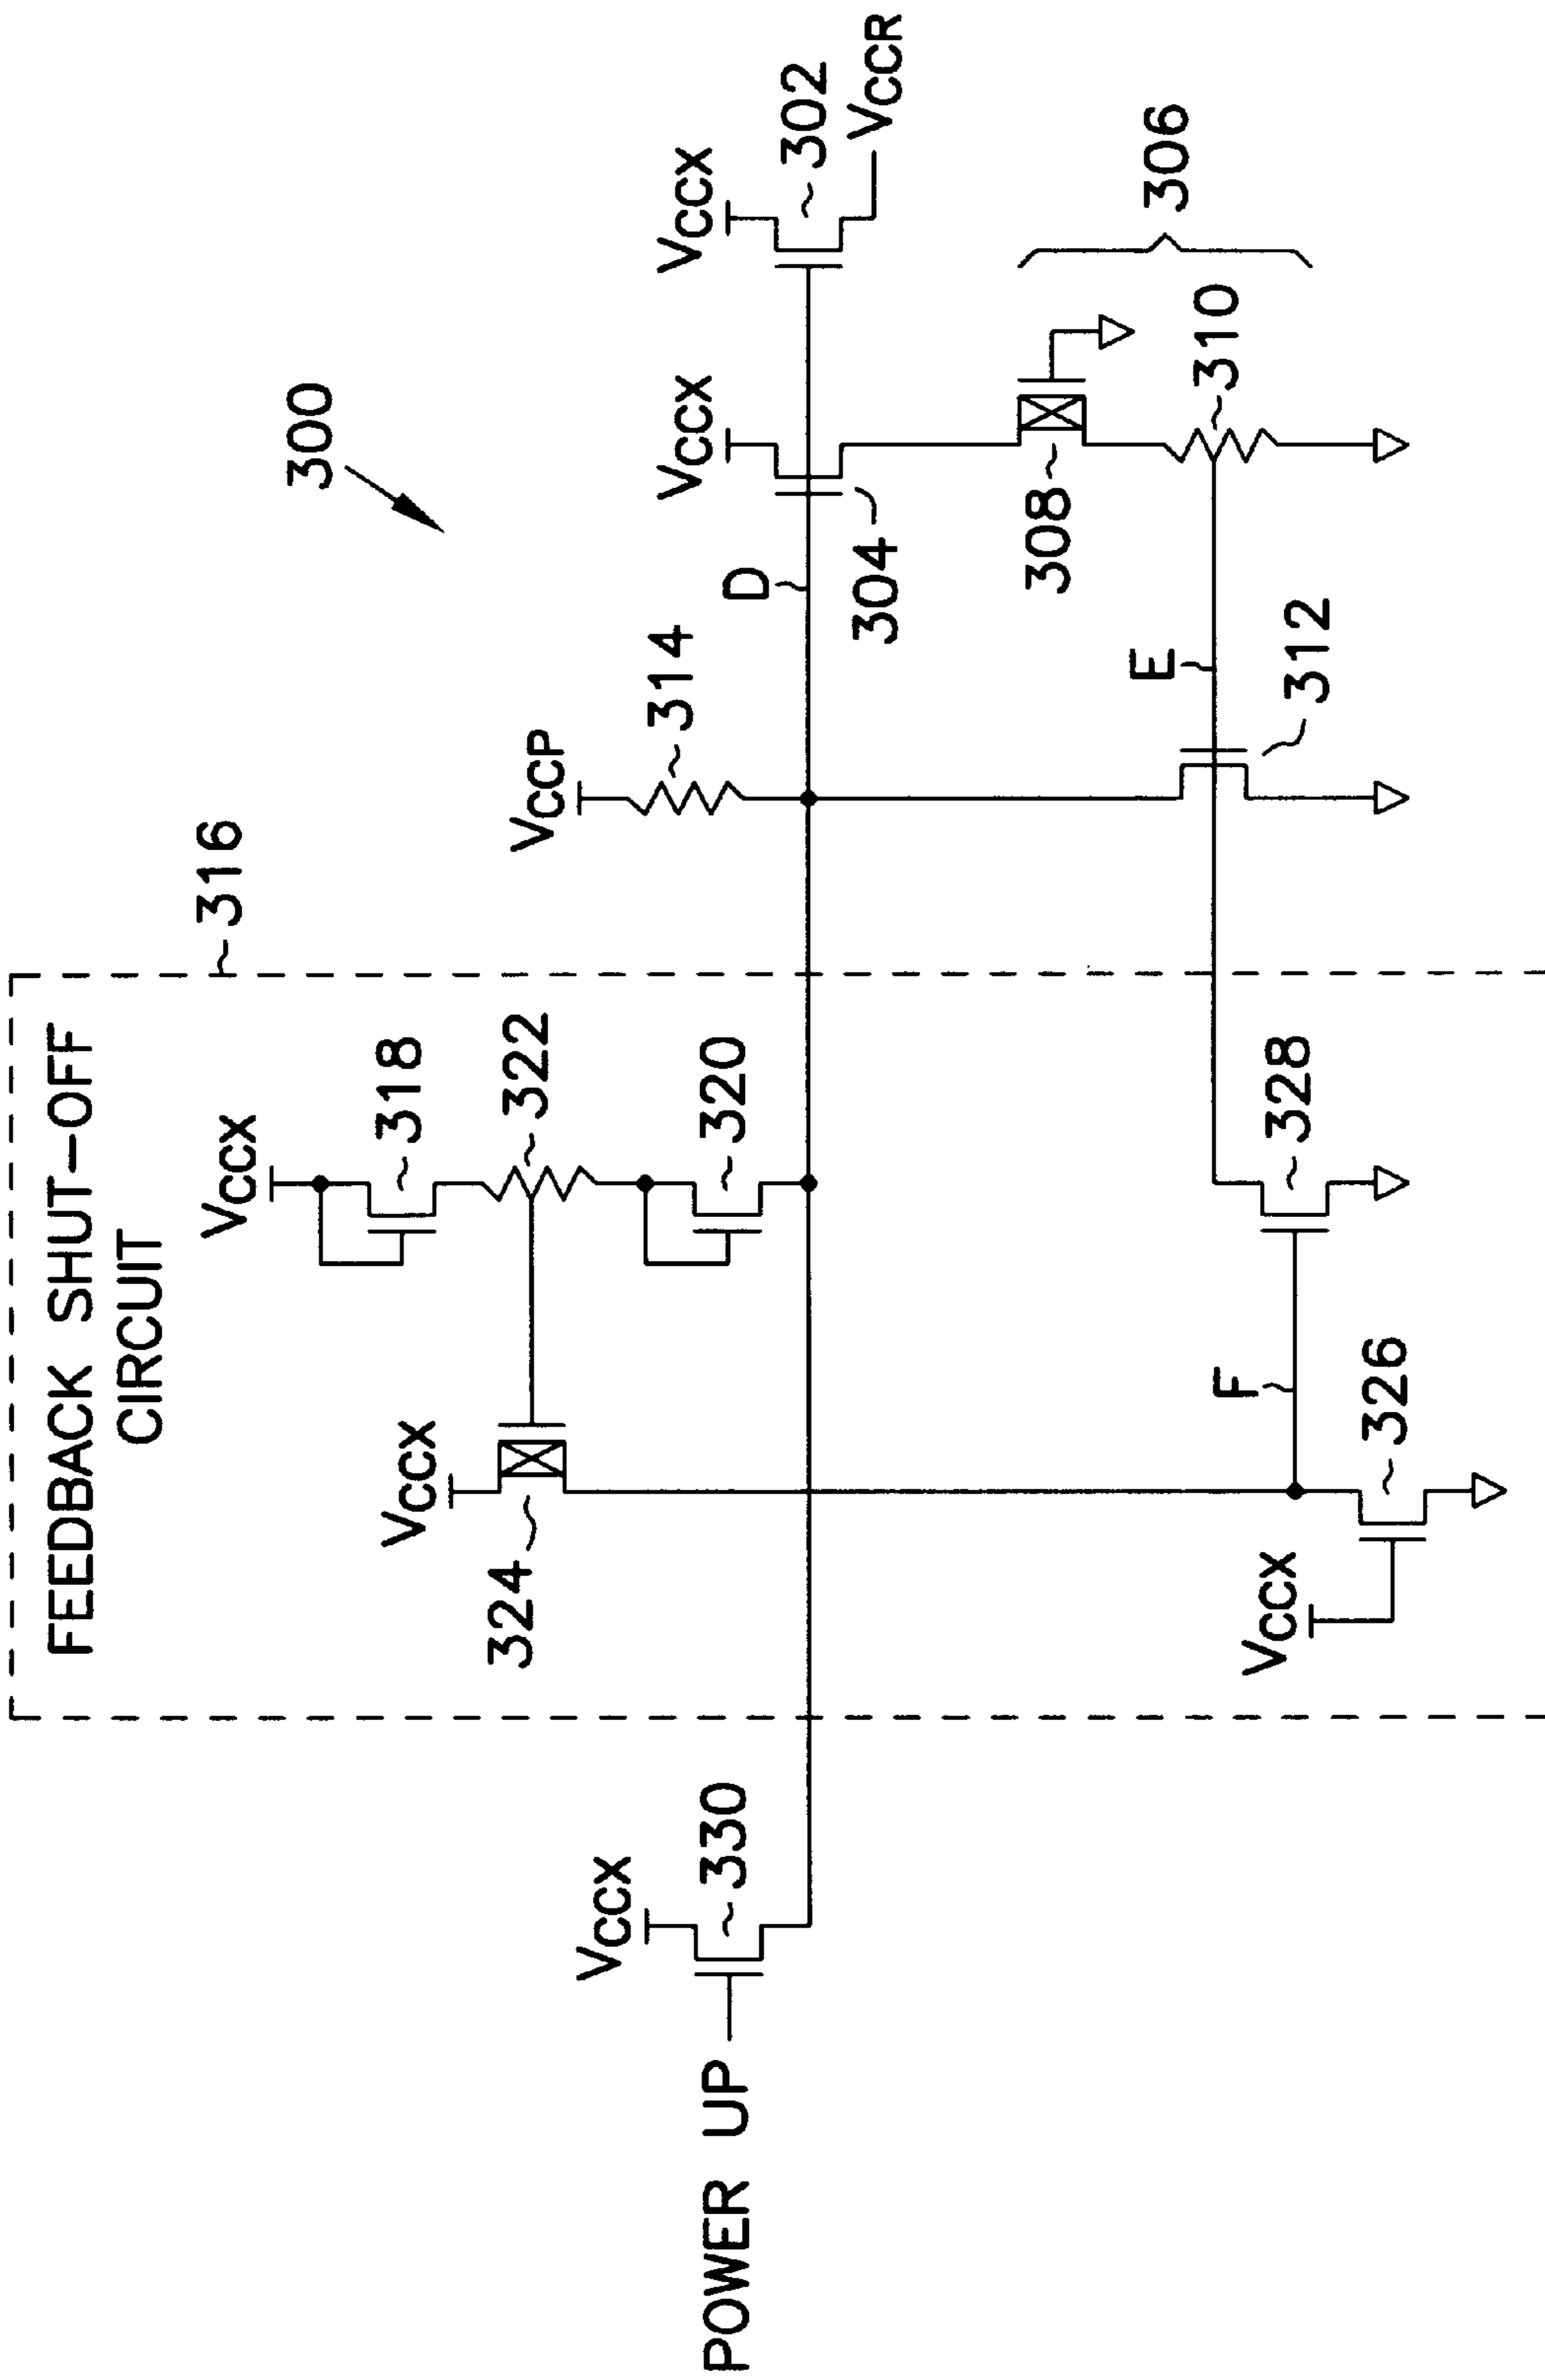 300
316
FEEDBACK SHUT-OFF
CIRCUIT
VCCX
318
322
320
VCCX
324
VCCP
314
D
VCCX
304
VCCX
302
VCCR
VCCX
330
POWER UP
306
308
310
E
312
328
F
326
VCCX